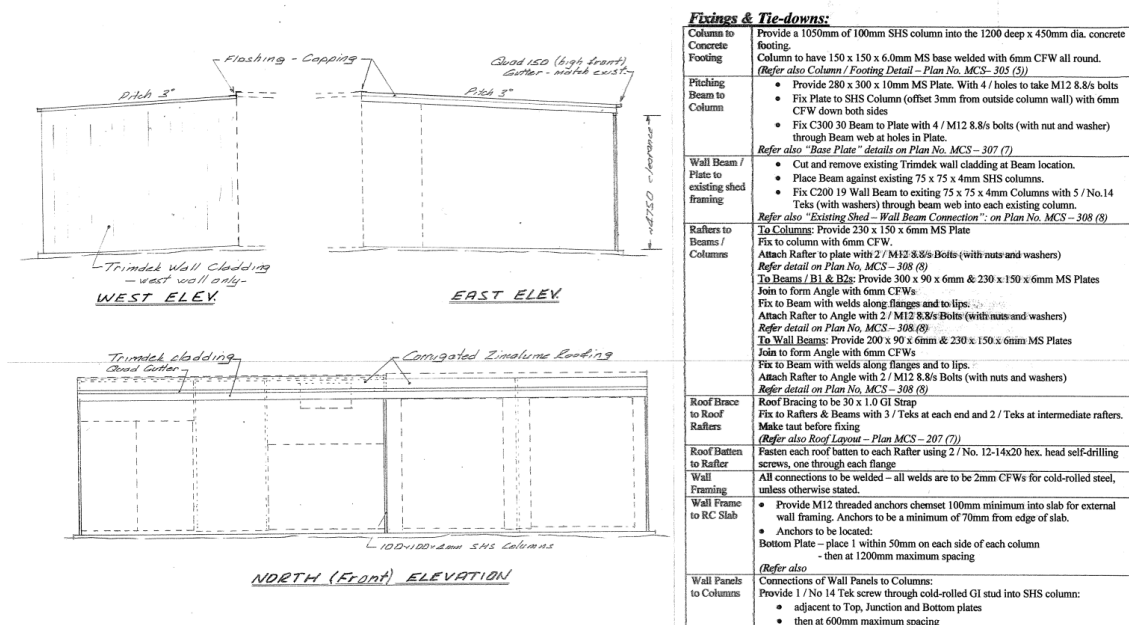 Flashing - Capping
Quad 150 (high front)
Gutter - match exist.
Pitch 3°
Pitch 3°
≈4750 clearance
Trimdek Wall Cladding
- west wall only -
WEST ELEV.
EAST ELEV.
Trimdek cladding
Quad Gutter
Corrugated Zincalume Roofing
100x100x4mm SHS Columns
NORTH (Front) ELEVATION
Fixings & Tie-downs:
Column to
Concrete
Footing
Provide a 1050mm of 100mm SHS column into the 1200 deep x 450mm dia. concrete
footing.
Column to have 150 x 150 x 6.0mm MS base welded with 6mm CFW all round.
(Refer also Column / Footing Detail – Plan No. MCS– 305 (5))
Pitching
Beam to
Column
• Provide 280 x 300 x 10mm MS Plate. With 4 / holes to take M12 8.8/s bolts
• Fix Plate to SHS Column (offset 3mm from outside column wall) with 6mm
CFW down both sides
• Fix C300 30 Beam to Plate with 4 / M12 8.8/s bolts (with nut and washer)
through Beam web at holes in Plate.
Refer also "Base Plate" details on Plan No. MCS – 307 (7)
Wall Beam /
Plate to
existing shed
framing
• Cut and remove existing Trimdek wall cladding at Beam location.
• Place Beam against existing 75 x 75 x 4mm SHS columns.
• Fix C200 19 Wall Beam to exiting 75 x 75 x 4mm Columns with 5 / No.14
Teks (with washers) through beam web into each existing column.
Refer also "Existing Shed – Wall Beam Connection": on Plan No. MCS – 308 (8)
Rafters to
Beams /
Columns
To Columns: Provide 230 x 150 x 6mm MS Plate
Fix to column with 6mm CFW.
Attach Rafter to plate with 2 / M12 8.8/s Bolts (with nuts and washers)
Refer detail on Plan No, MCS – 308 (8)
To Beams / B1 & B2s: Provide 300 x 90 x 6mm & 230 x 150 x 6mm MS Plates
Join to form Angle with 6mm CFWs
Fix to Beam with welds along flanges and to lips.
Attach Rafter to Angle with 2 / M12 8.8/s Bolts (with nuts and washers)
Refer detail on Plan No, MCS – 308 (8)
To Wall Beams: Provide 200 x 90 x 6mm & 230 x 150 x 6mm MS Plates
Join to form Angle with 6mm CFWs
Fix to Beam with welds along flanges and to lips.
Attach Rafter to Angle with 2 / M12 8.8/s Bolts (with nuts and washers)
Refer detail on Plan No, MCS – 308 (8)
Roof Brace
to Roof
Rafters
Roof Bracing to be 30 x 1.0 GI Strap
Fix to Rafters & Beams with 3 / Teks at each end and 2 / Teks at intermediate rafters.
Make taut before fixing
(Refer also Roof Layout – Plan MCS – 207 (7))
Roof Batten
to Rafter
Fasten each roof batten to each Rafter using 2 / No. 12-14x20 hex. head self-drilling
screws, one through each flange
Wall
Framing
All connections to be welded – all welds are to be 2mm CFWs for cold-rolled steel,
unless otherwise stated.
Wall Frame
to RC Slab
• Provide M12 threaded anchors chemset 100mm minimum into slab for external
wall framing. Anchors to be a minimum of 70mm from edge of slab.
• Anchors to be located:
Bottom Plate – place 1 within 50mm on each side of each column
- then at 1200mm maximum spacing
(Refer also
Wall Panels
to Columns
Connections of Wall Panels to Columns:
Provide 1 / No 14 Tek screw through cold-rolled GI stud into SHS column:
• adjacent to Top, Junction and Bottom plates
• then at 600mm maximum spacing